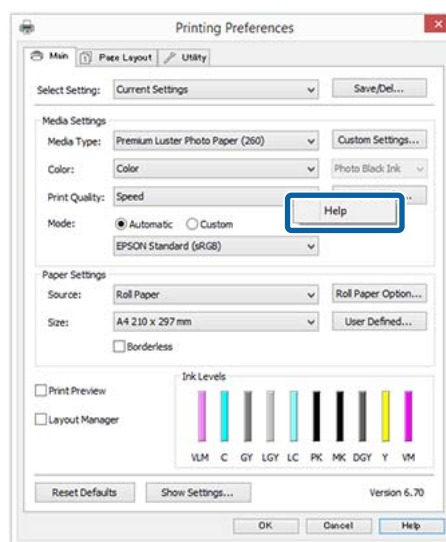 Printing Preferences
Main Page Layout Utility
Select Setting: Current Settings Save/Del...
Media Settings
Media Type: Premium Luster Photo Paper (260) Custom Settings...
Color: Color Photo Black Ink
Print Quality: Speed ...
Help
Mode: Automatic Custom
EPSON Standard (sRGB)
Paper Settings
Source: Roll Paper Roll Paper Option...
Size: A4 210 x 297 mm User Defined...
Borderless
Ink Levels
Print Preview
Layout Manager
VLM C GY LGY LC PK MK DGY Y VM
Reset Defaults Show Settings... Version 6.70
OK Cancel Help